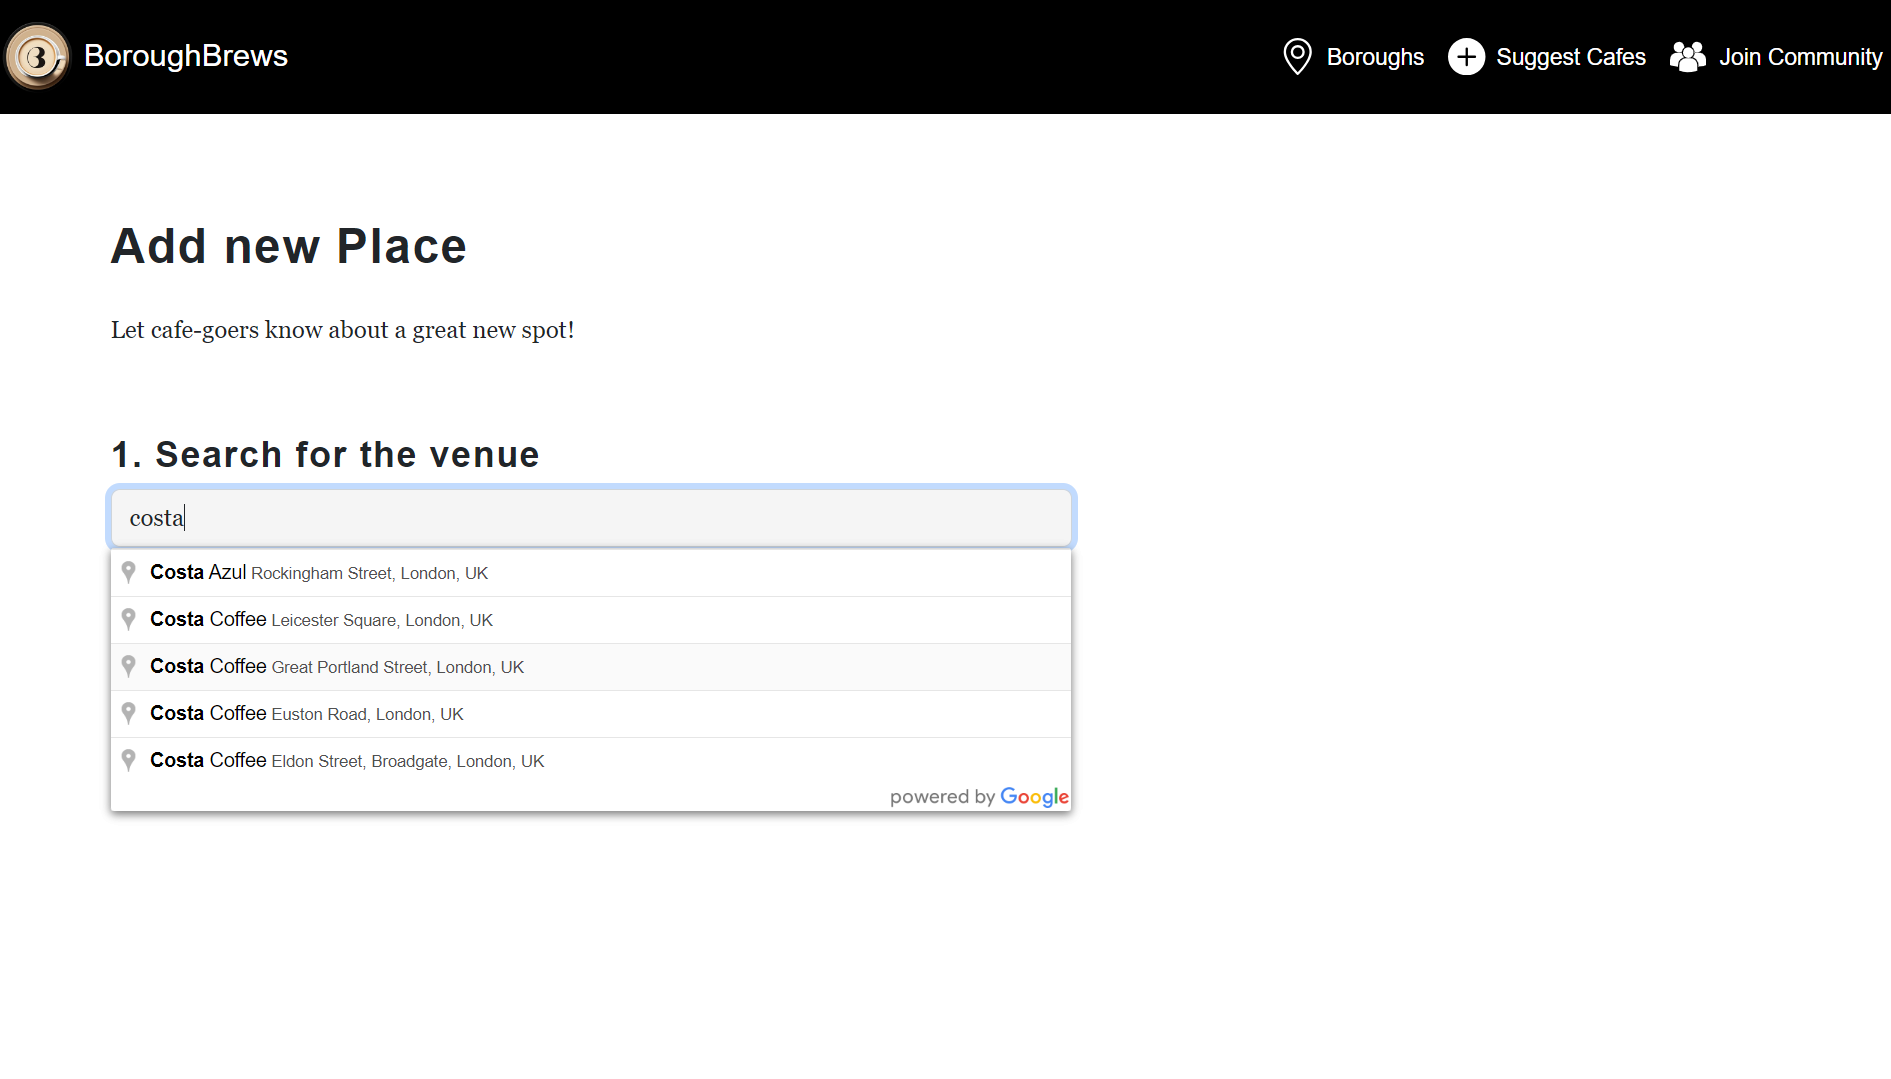 BoroughBrews
Boroughs
Suggest Cafes
Join Community
Add new Place
Let cafe-goers know about a great new spot!
1. Search for the venue
costa
Costa Azul Rockingham Street, London, UK
Costa Coffee Leicester Square, London, UK
Costa Coffee Great Portland Street, London, UK
Costa Coffee Euston Road, London, UK
Costa Coffee Eldon Street, Broadgate, London, UK
powered by Google